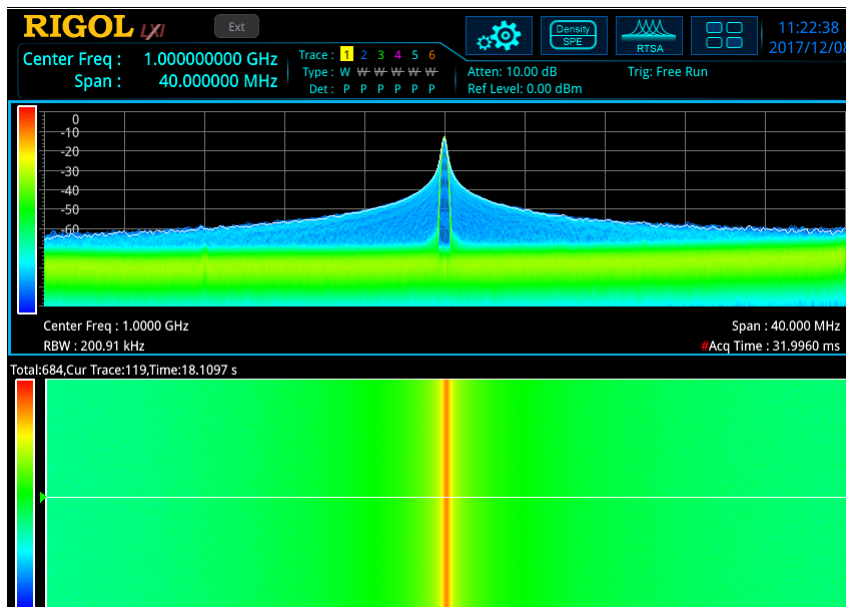 RIGOL LXI Ext
Center Freq : 1.000000000 GHz
Span : 40.000000 MHz
Trace : 1 2 3 4 5 6
Type : W W W W W W
Det : P P P P P P
Density
SPE
RTSA
Atten: 10.00 dB
Ref Level: 0.00 dBm
Trig: Free Run
11:22:38
2017/12/08
0
-10
-20
-30
-40
-50
-60
Center Freq : 1.0000 GHz
Span : 40.000 MHz
RBW : 200.91 kHz
#Acq Time : 31.9960 ms
Total:684,Cur Trace:119,Time:18.1097 s